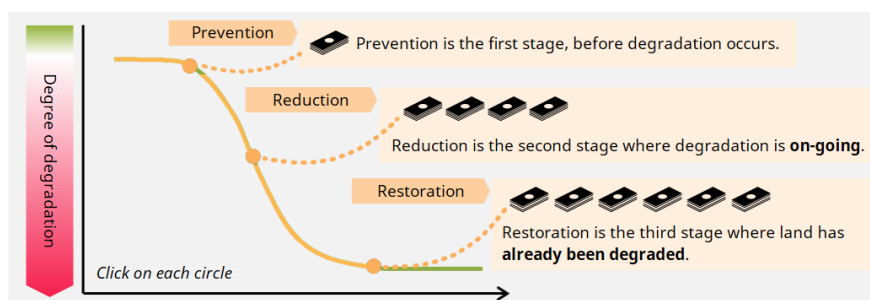 Prevention
Prevention is the first stage, before degradation occurs.
Reduction
Reduction is the second stage where degradation is on-going.
Restoration
Restoration is the third stage where land has
already been degraded.
Degree of degradation
Click on each circle